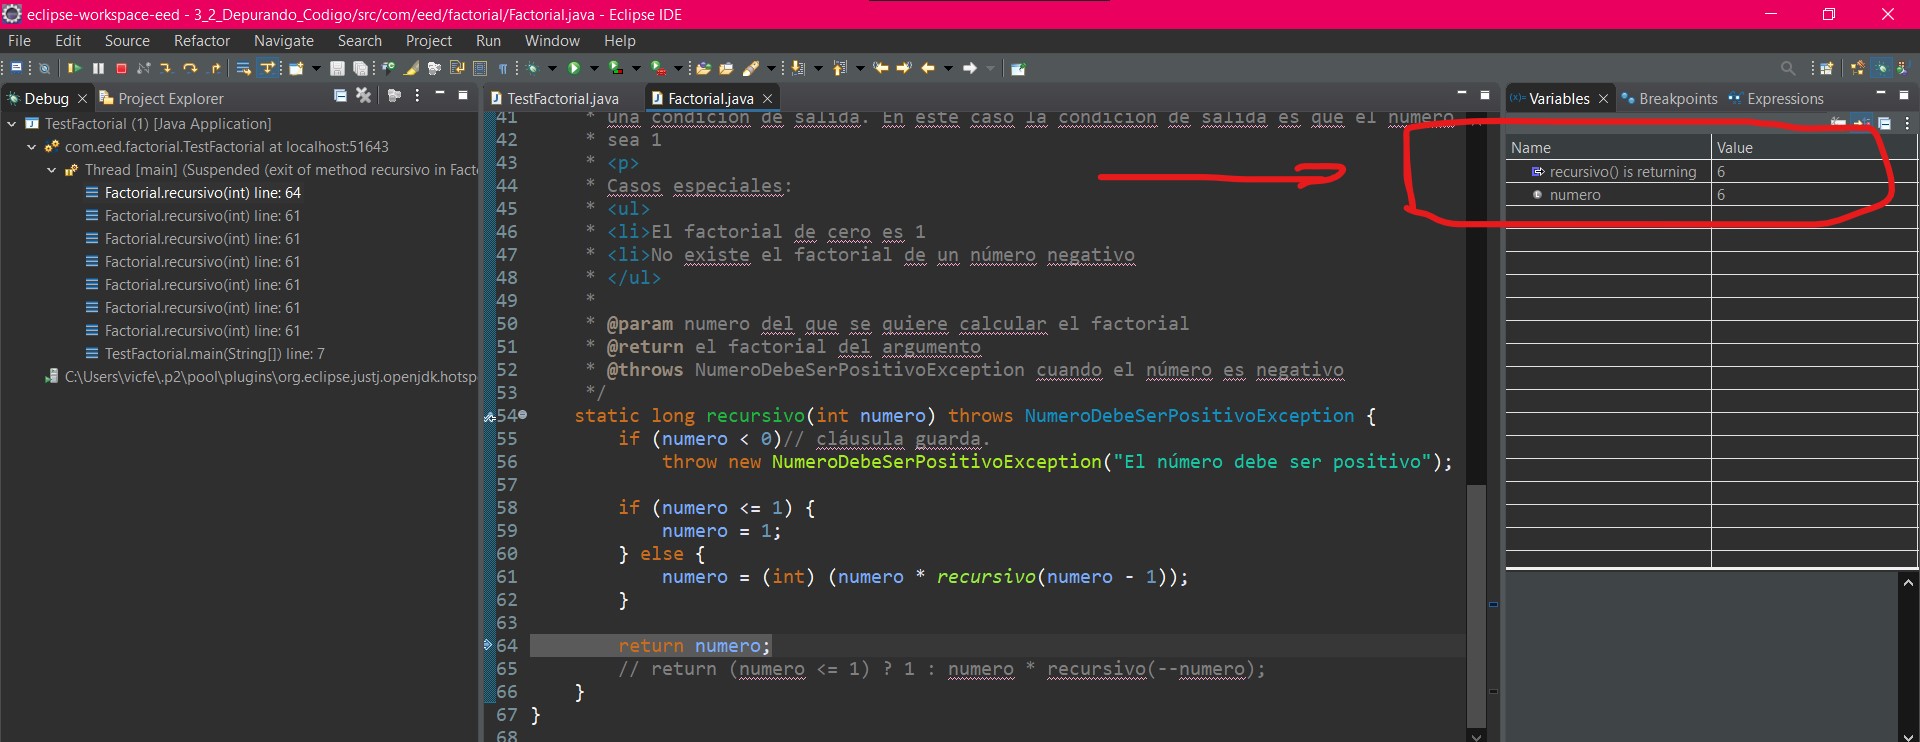 eclipse-workspace-eed - 3_2_Depurando_Codigo/src/com/eed/factorial/Factorial.java - Eclipse IDE
File Edit Source Refactor Navigate Search Project Run Window Help
Debug Project Explorer
TestFactorial (1) [Java Application]
com.eed.factorial.TestFactorial at localhost:51643
Thread [main] (Suspended (exit of method recursivo in Facto
Factorial.recursivo(int) line: 64
Factorial.recursivo(int) line: 61
Factorial.recursivo(int) line: 61
Factorial.recursivo(int) line: 61
Factorial.recursivo(int) line: 61
Factorial.recursivo(int) line: 61
Factorial.recursivo(int) line: 61
TestFactorial.main(String[]) line: 7
C:\Users\vicfe\.p2\pool\plugins\org.eclipse.justj.openjdk.hotsp
TestFactorial.java Factorial.java
41 * una condición de salida. En este caso la condición de salida es que el número
42 * sea 1
43 * <p>
44 * Casos especiales:
45 * <ul>
46 * <li>El factorial de cero es 1
47 * <li>No existe el factorial de un número negativo
48 * </ul>
49 *
50 * @param numero del que se quiere calcular el factorial
51 * @return el factorial del argumento
52 * @throws NumeroDebeSerPositivoException cuando el número es negativo
53 */
54 static long recursivo(int numero) throws NumeroDebeSerPositivoException {
55 if (numero < 0)// cláusula guarda.
56 throw new NumeroDebeSerPositivoException("El número debe ser positivo");
57
58 if (numero <= 1) {
59 numero = 1;
60 } else {
61 numero = (int) (numero * recursivo(numero - 1));
62 }
63
64 return numero;
65 // return (numero <= 1) ? 1 : numero * recursivo(--numero);
66 }
67 }
68
Variables Breakpoints Expressions
Name Value
recursivo() is returning 6
numero 6